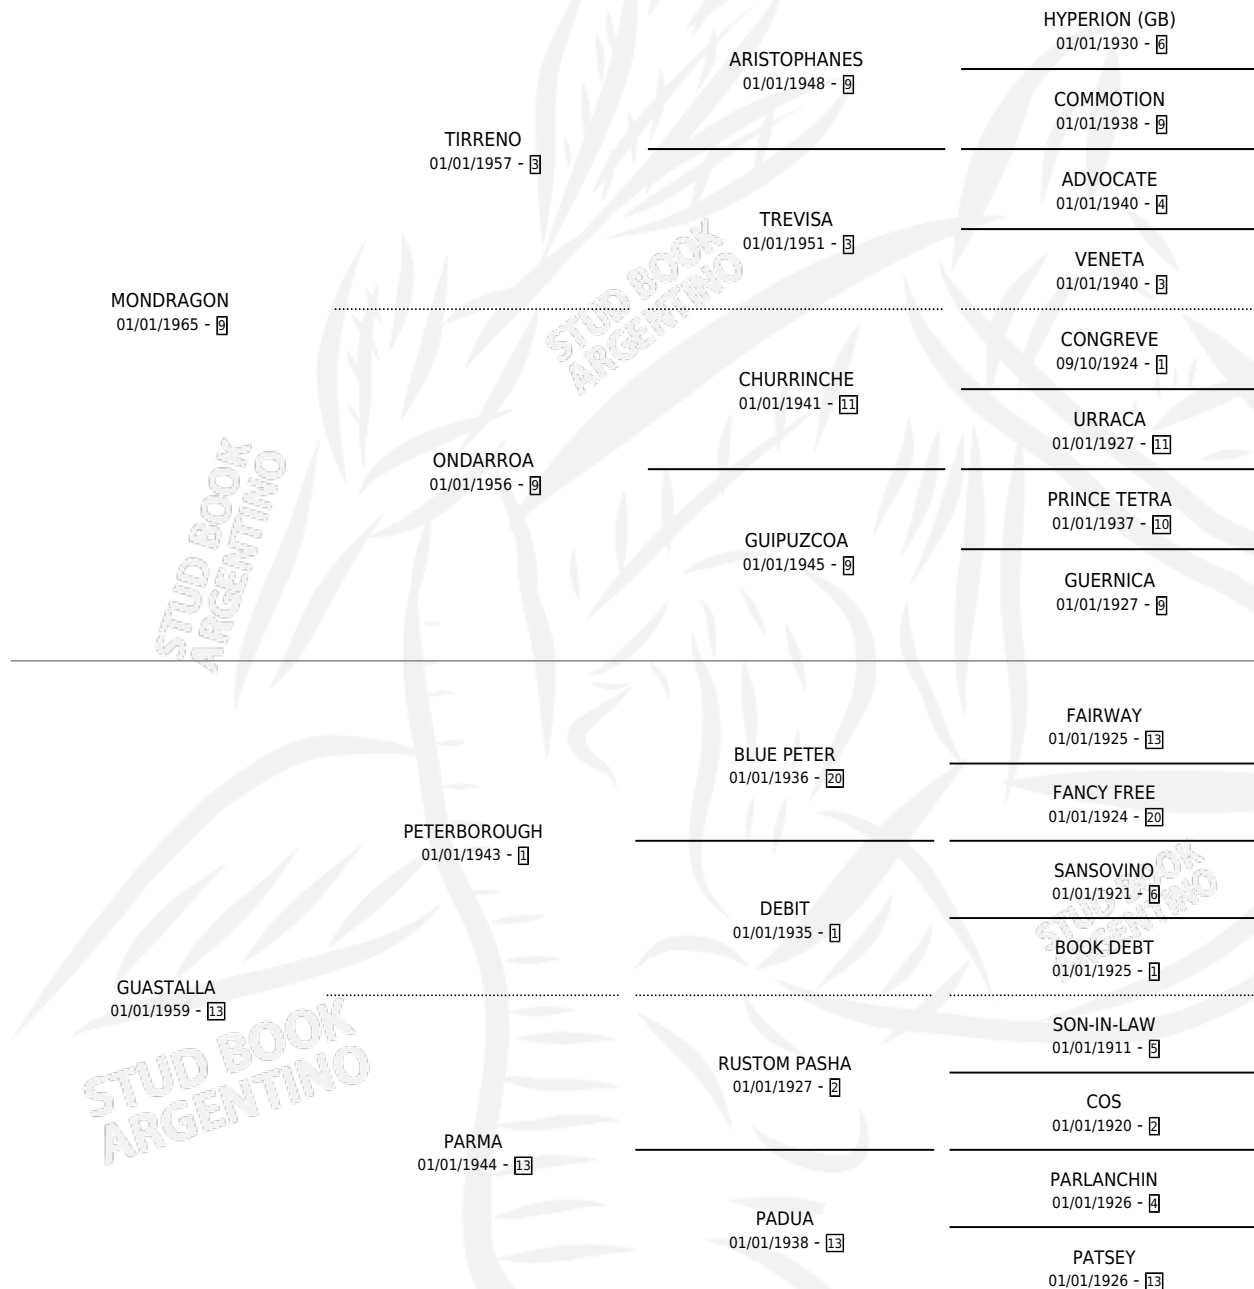 HYPERION (GB)
01/01/1930 - 6
ARISTOPHANES
01/01/1948 - 9
COMMOTION
01/01/1938 - 9
TIRRENO
01/01/1957 - 3
ADVOCATE
01/01/1940 - 4
TREVISA
01/01/1951 - 3
VENETA
01/01/1940 - 3
MONDRAGON
01/01/1965 - 9
CONGREVE
09/10/1924 - 1
CHURRINCHE
01/01/1941 - 11
URRACA
01/01/1927 - 11
ONDARROA
01/01/1956 - 9
PRINCE TETRA
01/01/1937 - 10
GUIPUZCOA
01/01/1945 - 9
GUERNICA
01/01/1927 - 9
FAIRWAY
01/01/1925 - 13
BLUE PETER
01/01/1936 - 20
FANCY FREE
01/01/1924 - 20
PETERBOROUGH
01/01/1943 - 1
SANSOVINO
01/01/1921 - 6
DEBIT
01/01/1935 - 1
BOOK DEBT
01/01/1925 - 1
GUASTALLA
01/01/1959 - 13
SON-IN-LAW
01/01/1911 - 5
RUSTOM PASHA
01/01/1927 - 2
COS
01/01/1920 - 2
PARMA
01/01/1944 - 13
PARLANCHIN
01/01/1926 - 4
PADUA
01/01/1938 - 13
PATSEY
01/01/1926 - 13
STUD BOOK
ARGENTINO
STUD BOOK
ARGENTINO
STUD BOOK
ARGENTINO
STUD BOOK
ARGENTINO